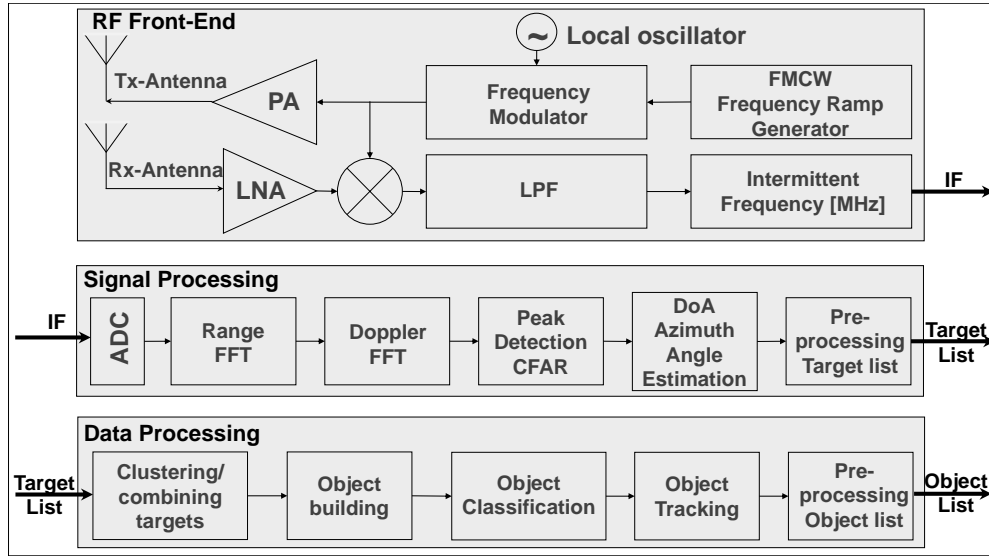 RF Front-End
~
Local oscillator
Tx-Antenna
PA
Frequency
Modulator
FMCW
Frequency Ramp
Generator
Rx-Antenna
LNA
LPF
Intermittent
Frequency [MHz]
IF
Signal Processing
IF
ADC
Range
FFT
Doppler
FFT
Peak
Detection
CFAR
DoA
Azimuth
Angle
Estimation
Pre-
processing
Target list
Target
List
Data Processing
Target
List
Clustering/
combining
targets
Object
building
Object
Classification
Object
Tracking
Pre-
processing
Object list
Object
List